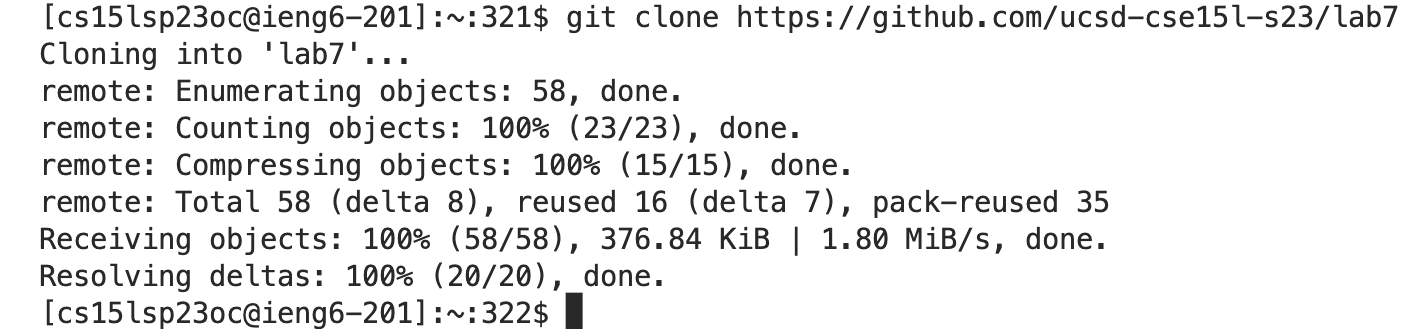 [cs15lsp23oc@ieng6-201]:~:321$ git clone https://github.com/ucsd-cse15l-s23/lab7
Cloning into 'lab7'...
remote: Enumerating objects: 58, done.
remote: Counting objects: 100% (23/23), done.
remote: Compressing objects: 100% (15/15), done.
remote: Total 58 (delta 8), reused 16 (delta 7), pack-reused 35
Receiving objects: 100% (58/58), 376.84 KiB | 1.80 MiB/s, done.
Resolving deltas: 100% (20/20), done.
[cs15lsp23oc@ieng6-201]:~:322$